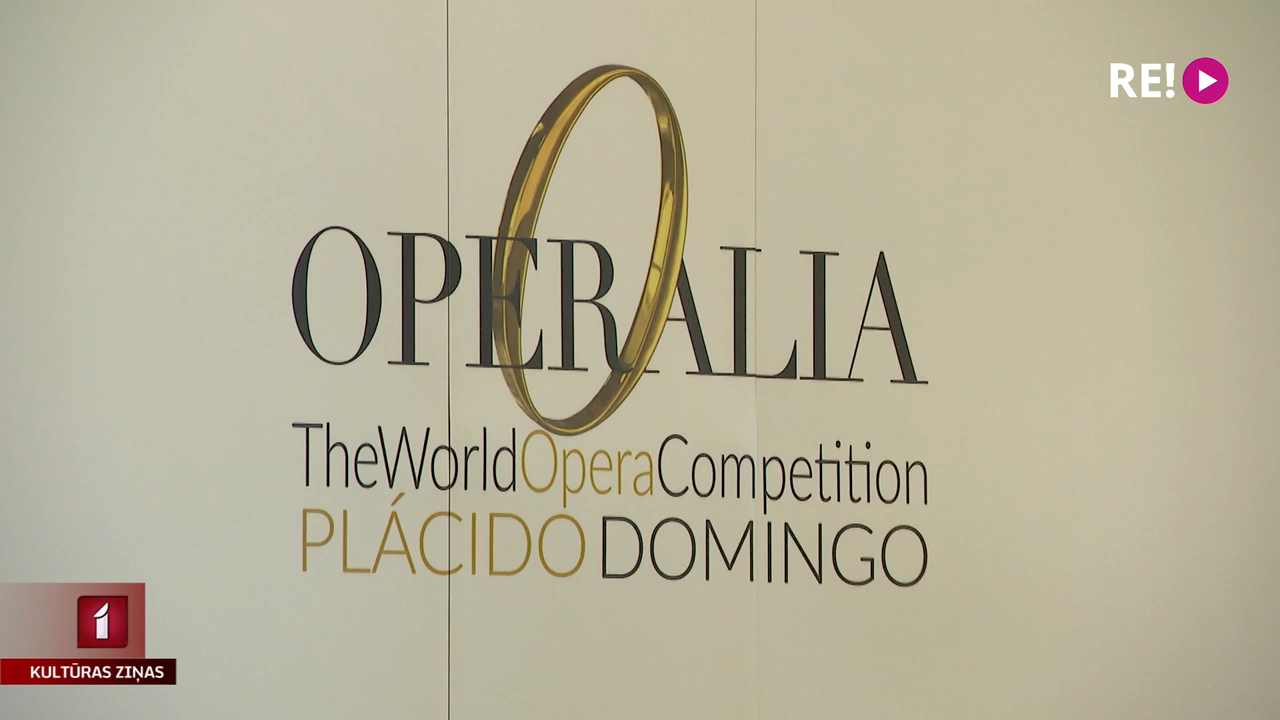 RE!
OPERALIA
TheWorldOperaCompetition
PLÁCIDO DOMINGO
1
KULTŪRAS ZIŅAS